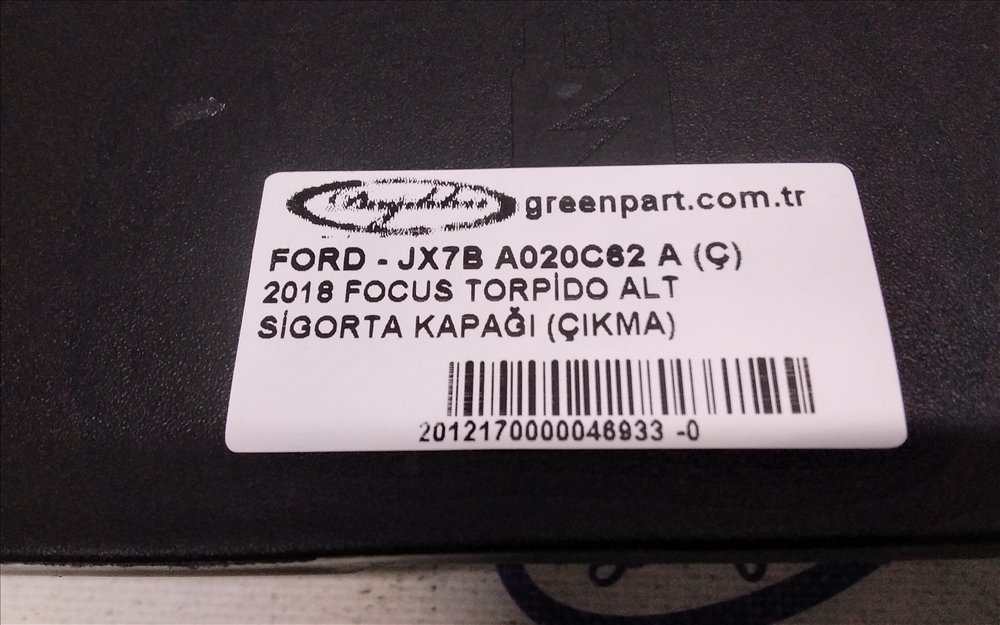 greenpart.com.tr
FORD - JX7B A020C62 A (Ç)
2018 FOCUS TORPİDO ALT
SİGORTA KAPAĞI (ÇIKMA)
2012170000046933 -0